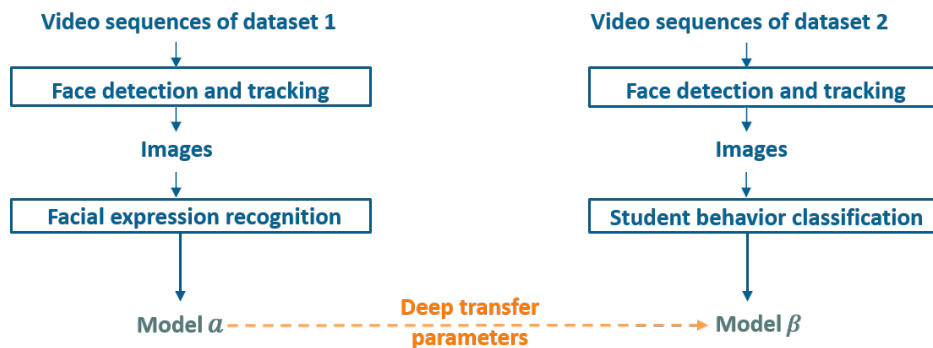 Video sequences of dataset 1
Face detection and tracking
Images
Facial expression recognition
Model α
Video sequences of dataset 2
Face detection and tracking
Images
Student behavior classification
Model β
Deep transfer
parameters